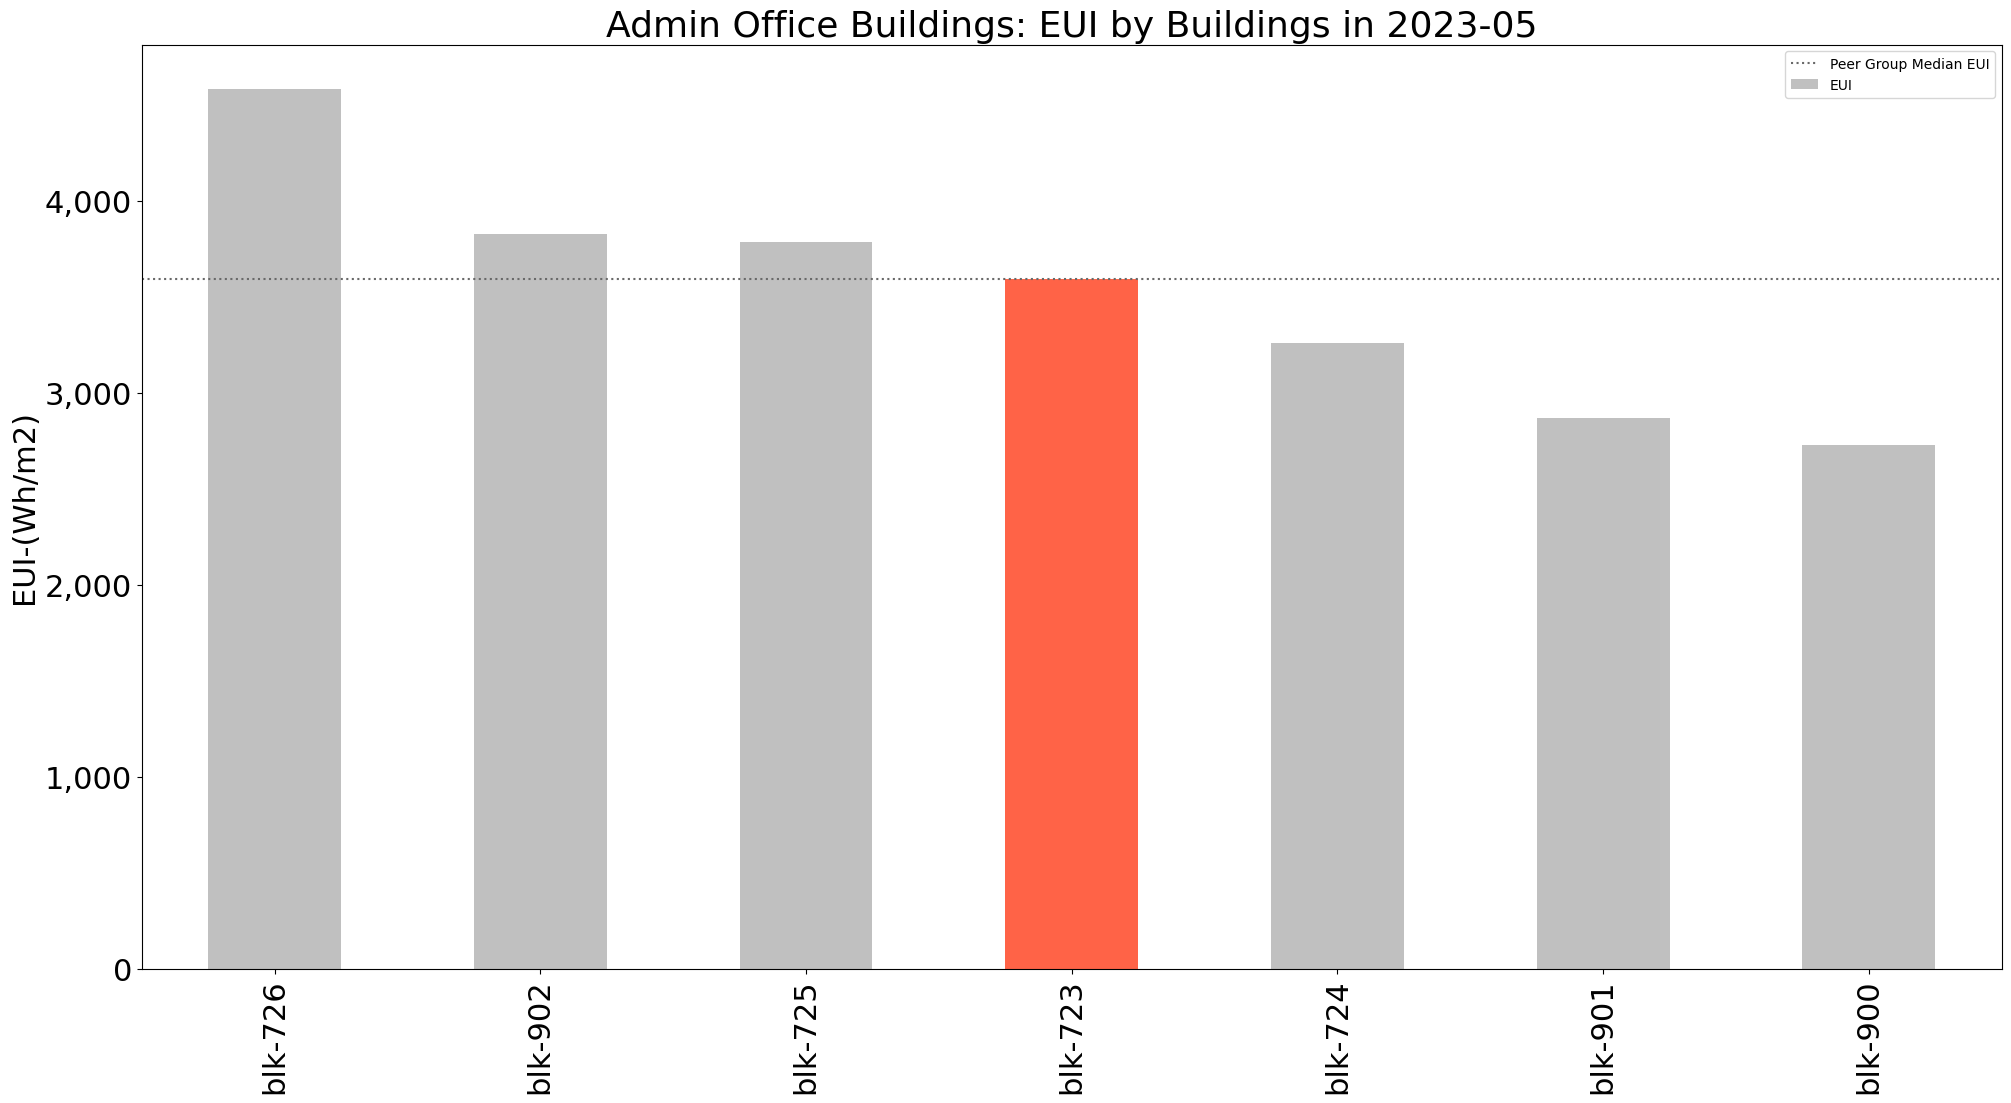 Admin Office Buildings: EUI by Buildings in 2023-05
Peer Group Median EUI
EUI
EUI-(Wh/m2)
4,000
3,000
2,000
1,000
0
blk-726
blk-902
blk-725
blk-723
blk-724
blk-901
blk-900